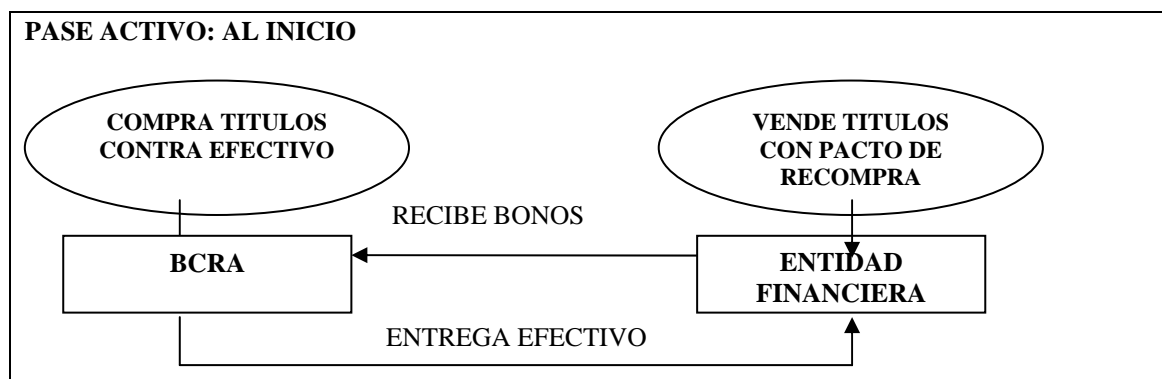 PASE ACTIVO: AL INICIO
COMPRA TITULOS
CONTRA EFECTIVO
VENDE TITULOS
CON PACTO DE
RECOMPRA
RECIBE BONOS
BCRA
ENTIDAD
FINANCIERA
ENTREGA EFECTIVO